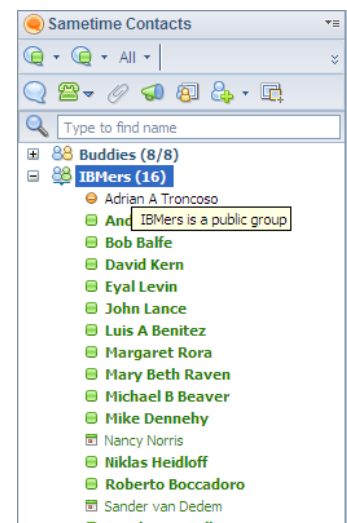 Sametime Contacts
All
Type to find name
Buddies (8/8)
IBMers (16)
Adrian A Troncoso
And
IBMers is a public group
Bob Balfe
David Kern
Eyal Levin
John Lance
Luis A Benitez
Margaret Rora
Mary Beth Raven
Michael B Beaver
Mike Dennehy
Nancy Norris
Niklas Heidloff
Roberto Boccadoro
Sander van Dedem